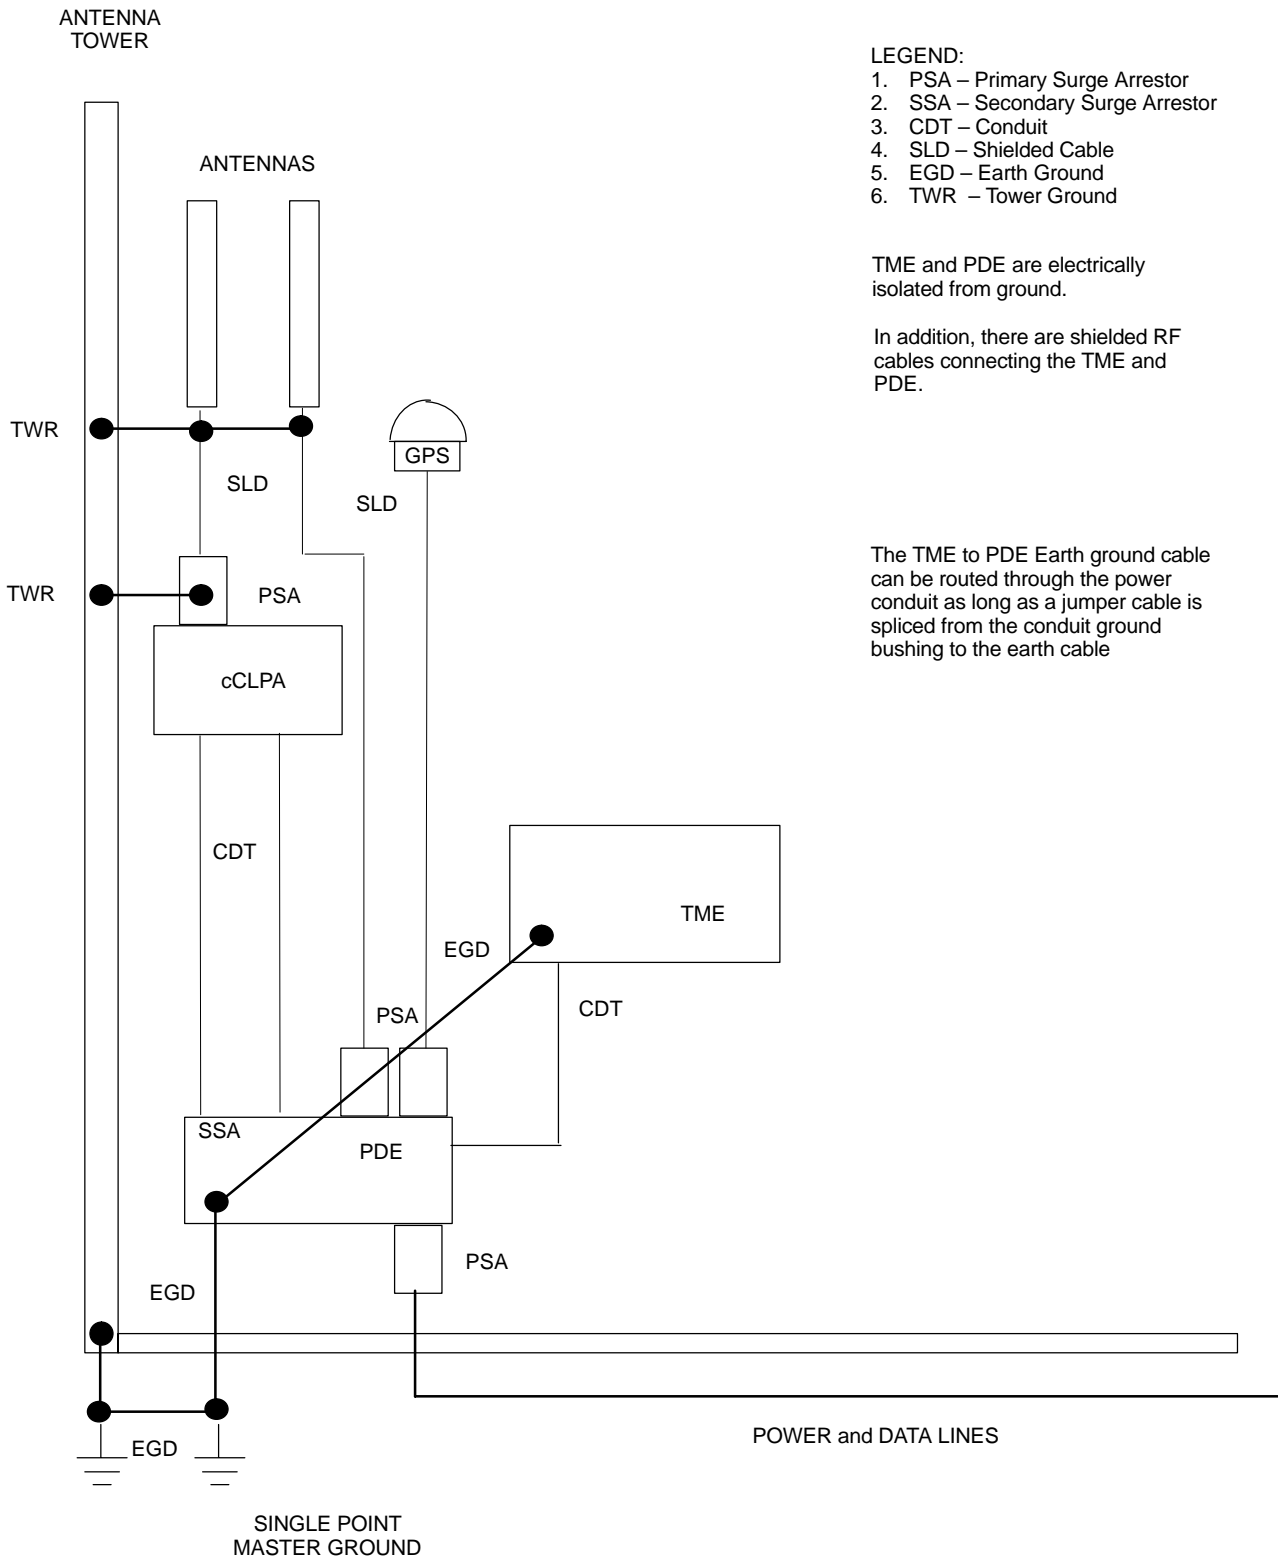 ANTENNA
TOWER
LEGEND:
1. PSA – Primary Surge Arrestor
2. SSA – Secondary Surge Arrestor
3. CDT – Conduit
4. SLD – Shielded Cable
5. EGD – Earth Ground
6. TWR – Tower Ground
ANTENNAS
TME and PDE are electrically
isolated from ground.
In addition, there are shielded RF
cables connecting the TME and
PDE.
TWR
GPS
SLD
SLD
The TME to PDE Earth ground cable
can be routed through the power
conduit as long as a jumper cable is
spliced from the conduit ground
bushing to the earth cable
TWR
PSA
cCLPA
CDT
TME
EGD
PSA
CDT
SSA
PDE
PSA
EGD
POWER and DATA LINES
EGD
SINGLE POINT
MASTER GROUND